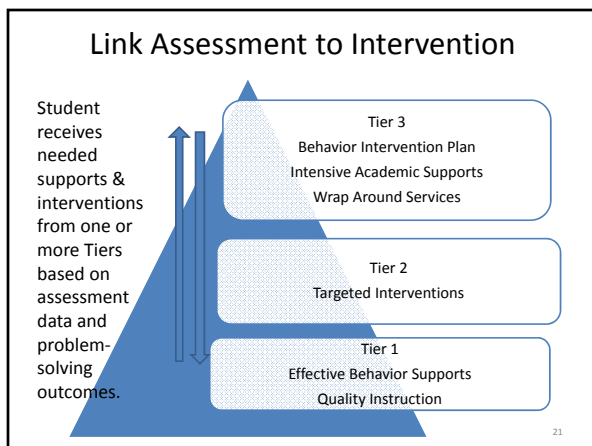 Link Assessment to Intervention
Student
receives
needed
supports &
interventions
from one or
more Tiers
based on
assessment
data and
problem-
solving
outcomes.
Tier 3
Behavior Intervention Plan
Intensive Academic Supports
Wrap Around Services
Tier 2
Targeted Interventions
Tier 1
Effective Behavior Supports
Quality Instruction
21